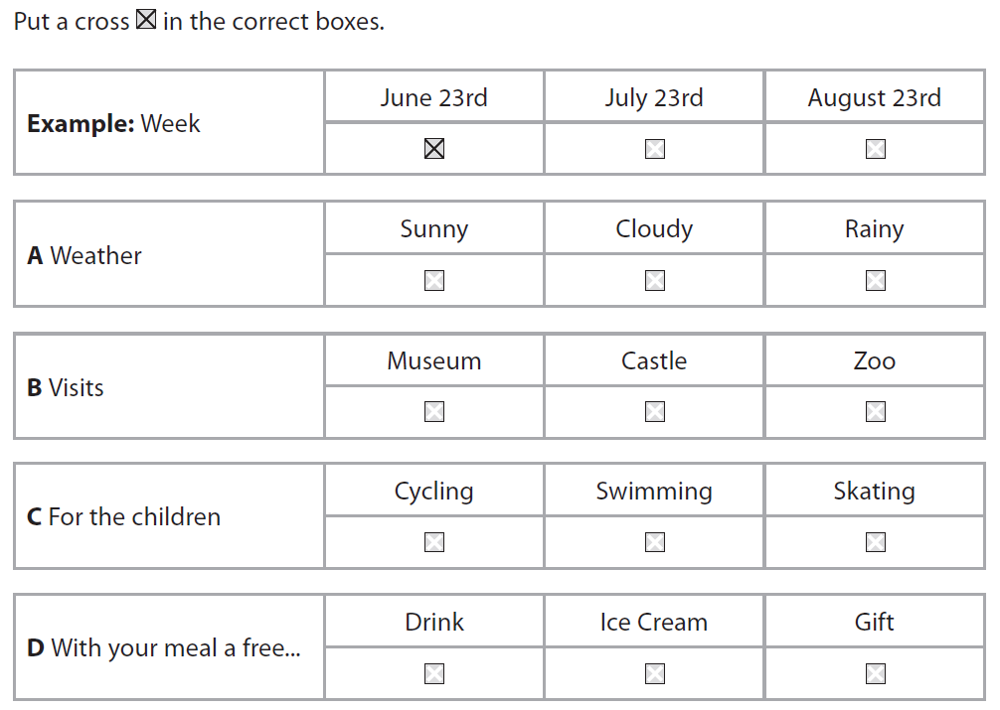 Put a cross ☒ in the correct boxes.
Example: Week
June 23rd July 23rd August 23rd
A Weather
Sunny Cloudy Rainy
B Visits
Museum Castle Zoo
C For the children
Cycling Swimming Skating
D With your meal a free...
Drink Ice Cream Gift